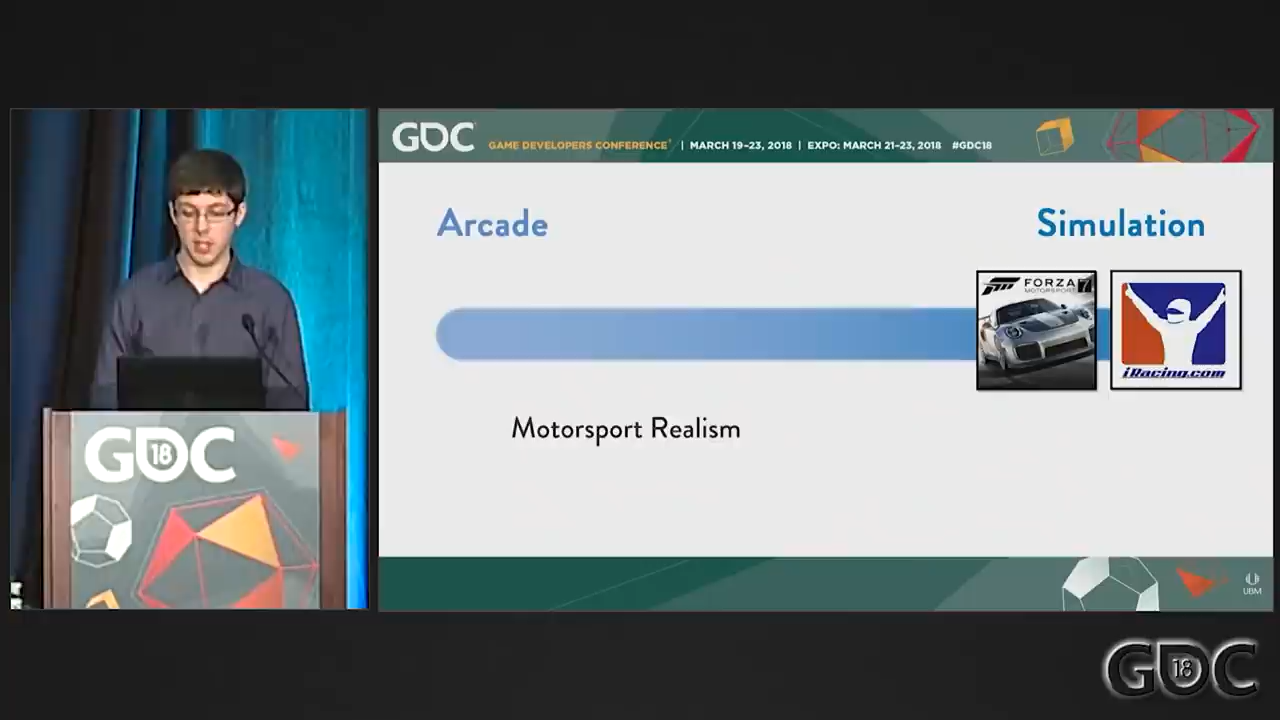 GDC GAME DEVELOPERS CONFERENCE | MARCH 19–23, 2018 | EXPO: MARCH 21–23, 2018 #GDC18
Arcade Simulation
FORZA
MOTORSPORT 7
iRacing.com
Motorsport Realism
GDC
18
UBM
GDC
18